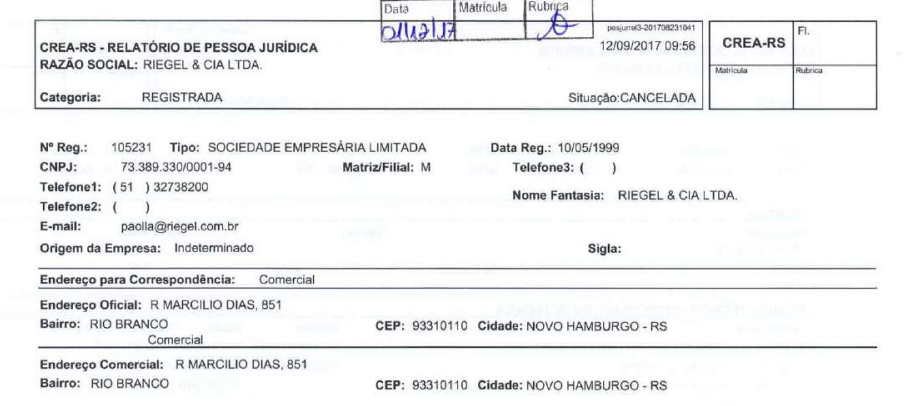 Data Matrícula Rubrica
01/12/17
pesjurrel3-201708231041
CREA-RS - RELATÓRIO DE PESSOA JURÍDICA 12/09/2017 09:56 CREA-RS Fl.
RAZÃO SOCIAL: RIEGEL & CIA LTDA.
Matrícula Rubrica
Categoria: REGISTRADA Situação:CANCELADA
Nº Reg.: 105231 Tipo: SOCIEDADE EMPRESÁRIA LIMITADA Data Reg.: 10/05/1999
CNPJ: 73.389.330/0001-94 Matriz/Filial: M Telefone3: ( )
Telefone1: ( 51 ) 32738200
Nome Fantasia: RIEGEL & CIA LTDA.
Telefone2: ( )
E-mail: paolla@riegel.com.br
Origem da Empresa: Indeterminado Sigla:
Endereço para Correspondência: Comercial
Endereço Oficial: R MARCILIO DIAS, 851
Bairro: RIO BRANCO CEP: 93310110 Cidade: NOVO HAMBURGO - RS
Comercial
Endereço Comercial: R MARCILIO DIAS, 851
Bairro: RIO BRANCO CEP: 93310110 Cidade: NOVO HAMBURGO - RS